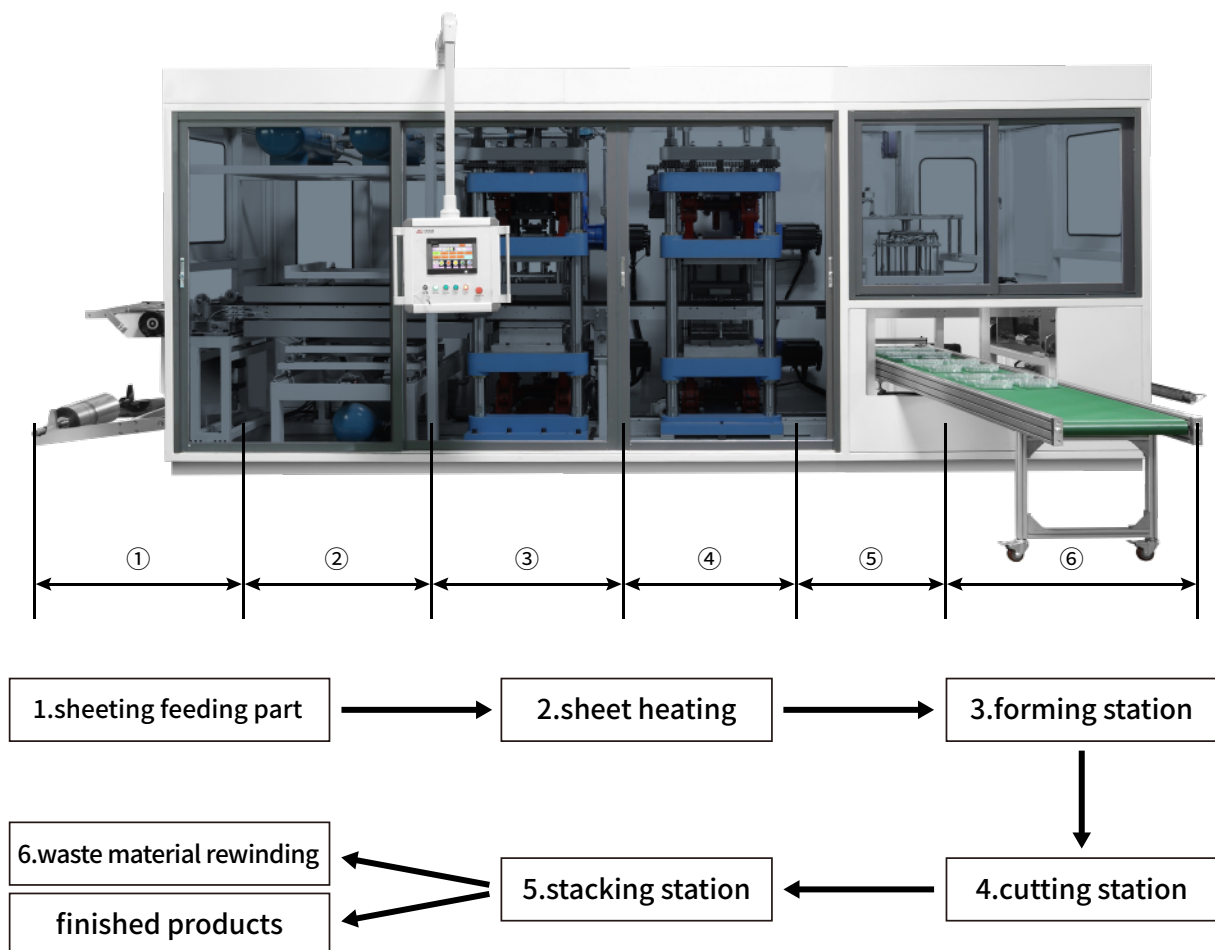 ①
②
③
④
⑤
⑥
1.sheeting feeding part
2.sheet heating
3.forming station
6.waste material rewinding
5.stacking station
4.cutting station
finished products